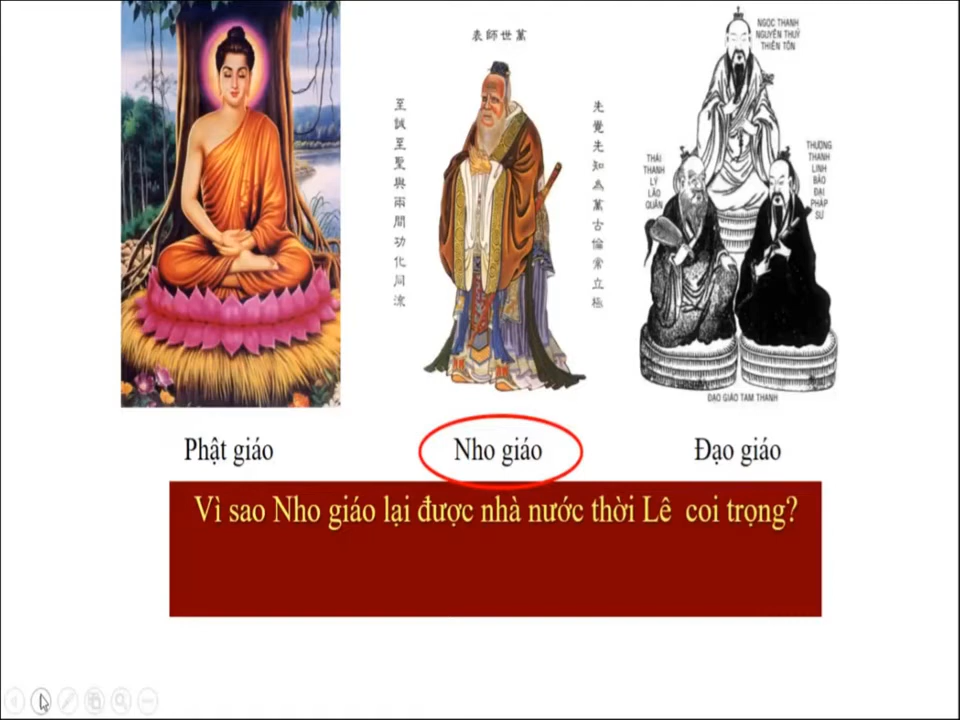 萬世師表
至誠至聖與兩間功化同流
先覺先知為萬古倫常立極
NGỌC THANH
NGUYÊN THUỶ
THIÊN TÔN
THÁI
THANH
LÝ
LÃO
QUÂN
THƯỢNG
THANH
LINH
BẢO
ĐẠI
PHÁP
SƯ
ĐẠO GIÁO TAM THANH
Phật giáo
Nho giáo
Đạo giáo
Vì sao Nho giáo lại được nhà nước thời Lê coi trọng?